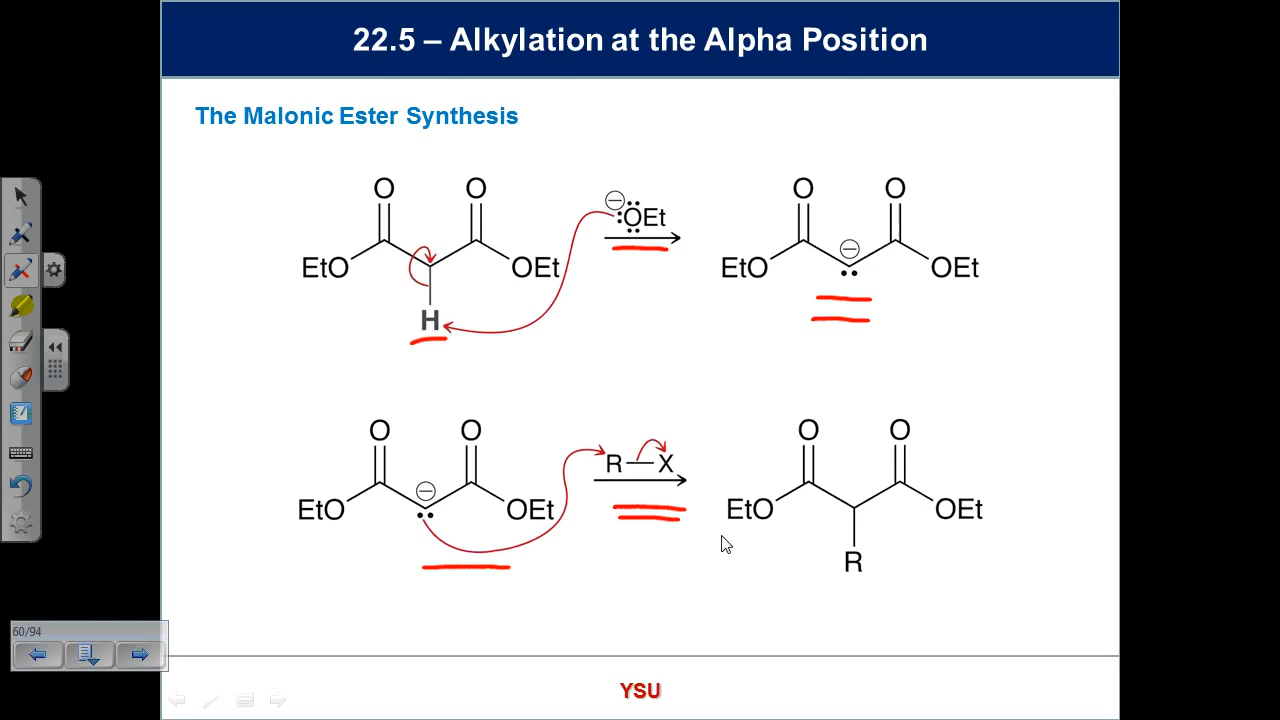 22.5 – Alkylation at the Alpha Position
The Malonic Ester Synthesis
O O
EtO OEt
H
⊖
:OEt
O O
EtO ⊖ OEt
O O
EtO ⊖ OEt
R — X
O O
EtO OEt
R
60/94
YSU